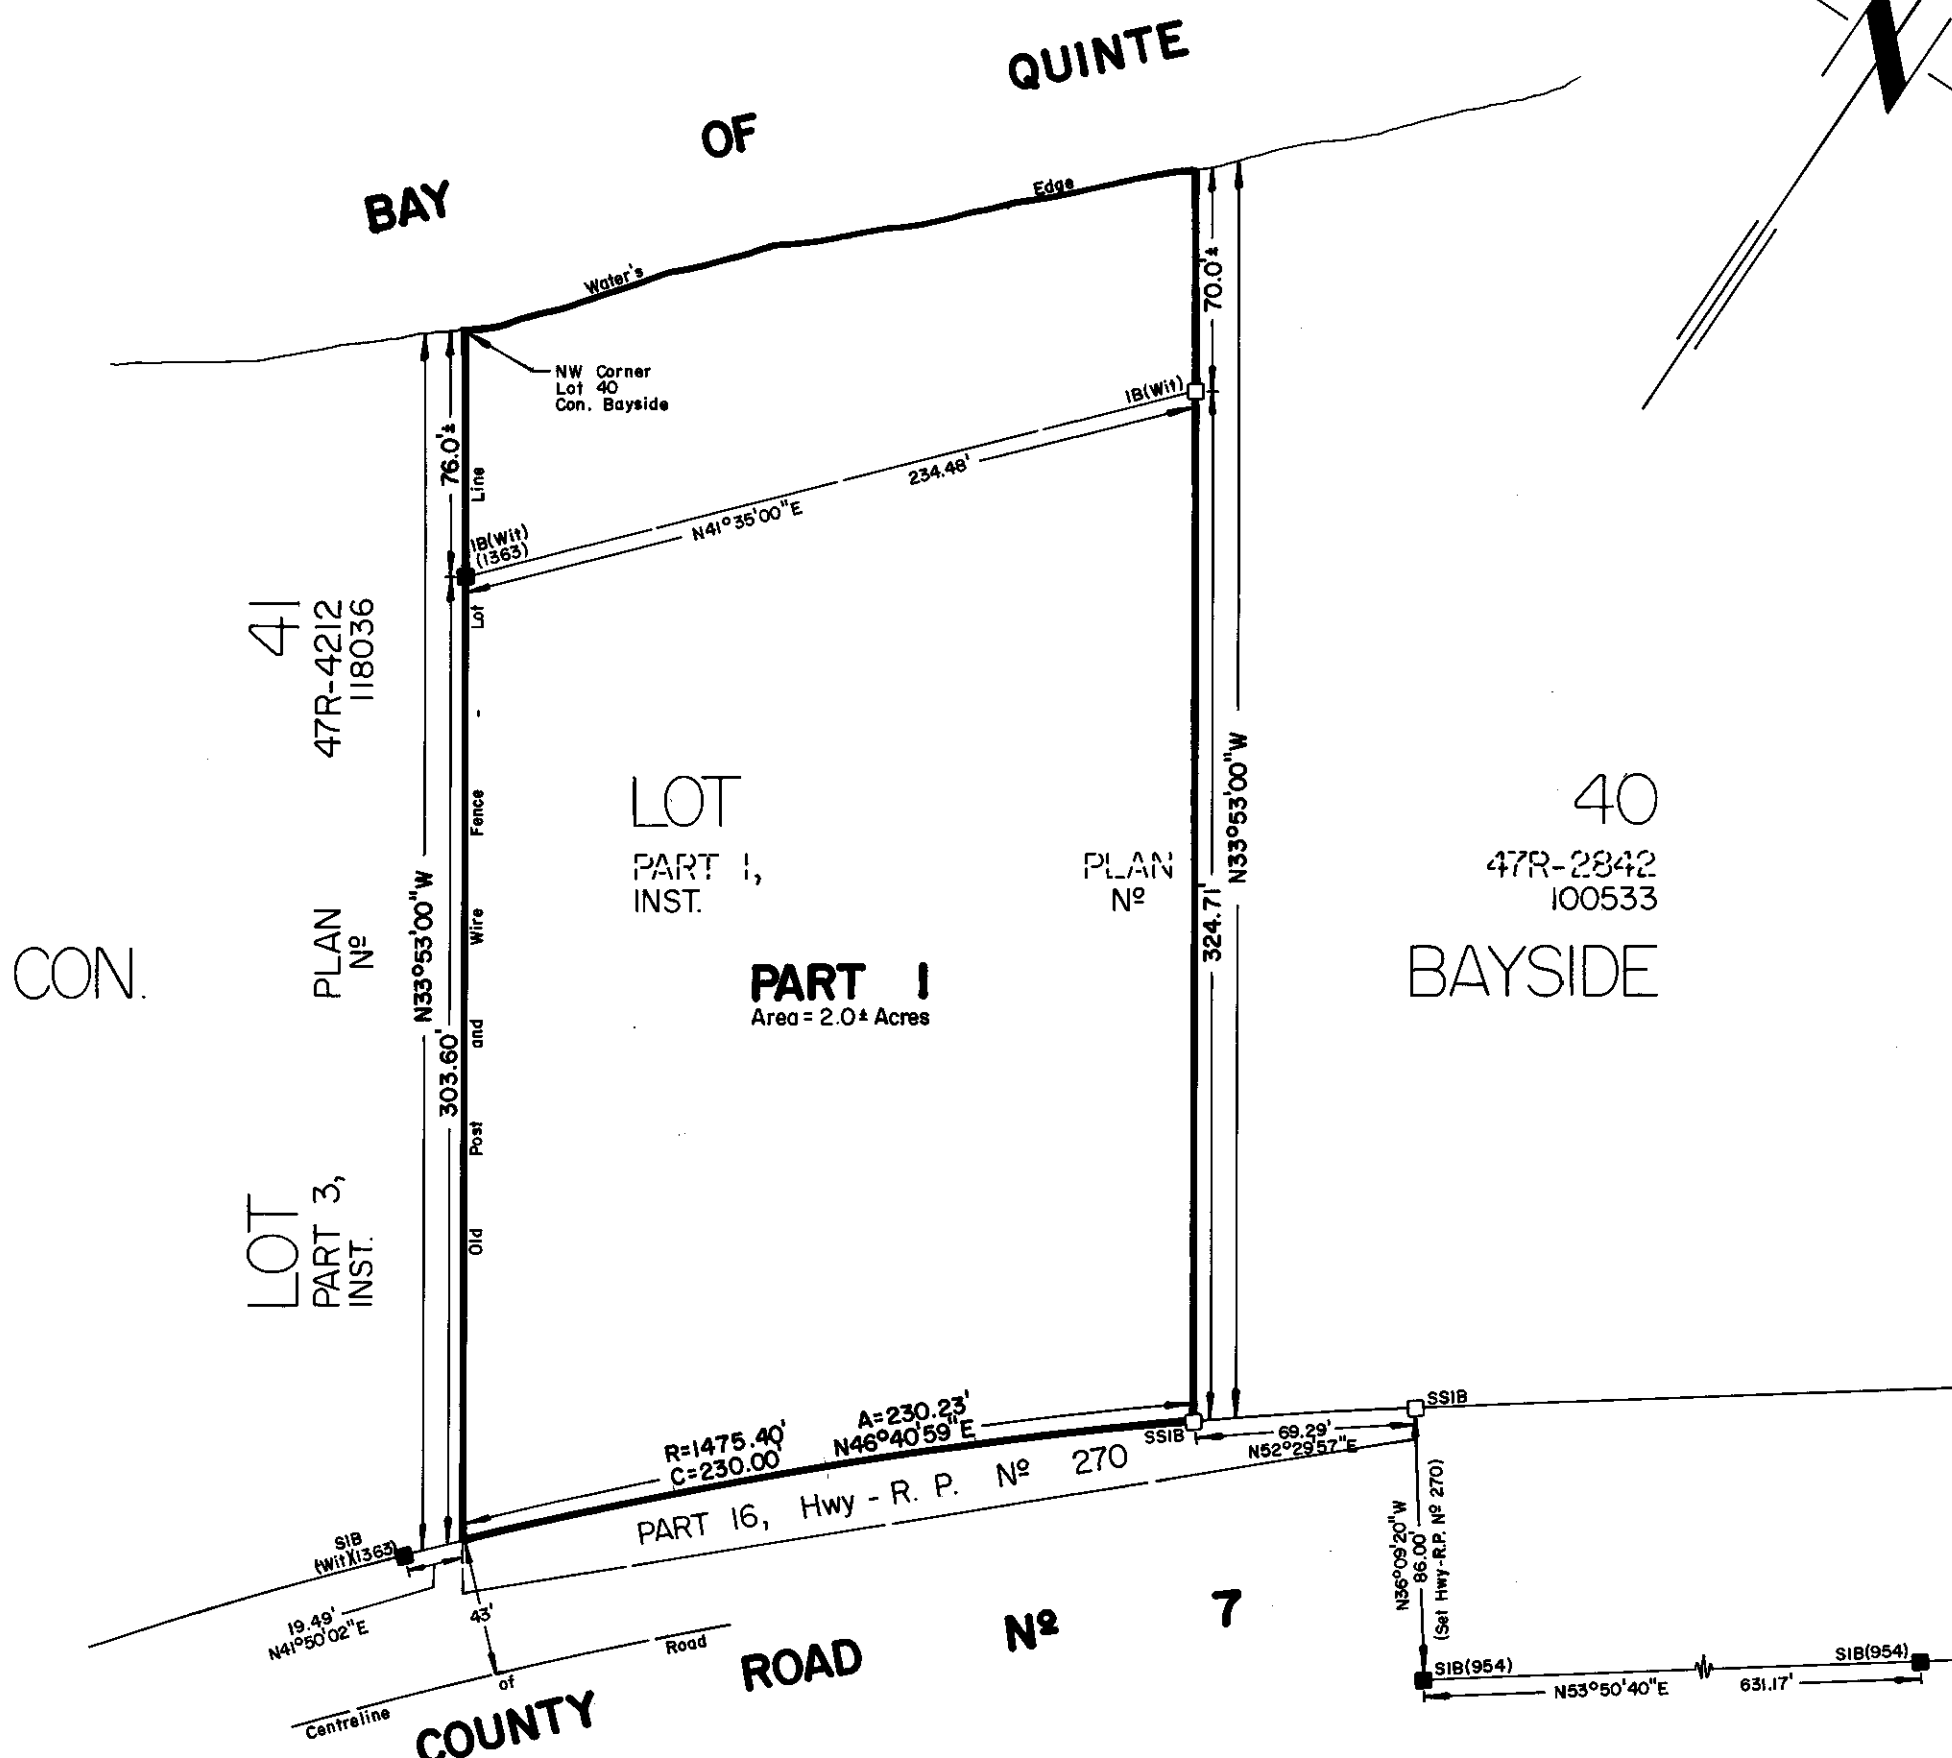 BAY OF QUINTE
Water's Edge
70.0'±
NW Corner
Lot 40
Con. Bayside
76.0'±
IB(Wit)
234.48'
N41°35'00"E
IB(Wit)
(1363)
Old Post and Wire Fence - Lot Line
LOT 41
PART 3, PLAN 47R-4212
INST. Nº 118036
N33°53'00"W
303.60'
LOT 40
PART 1, PLAN 47R-2842
INST. Nº 100533
N33°53'00"W
324.71'
CON. BAYSIDE
PART 1
Area = 2.0± Acres
R=1475.40' A=230.23'
C=230.00' N46°40'59"E
SSIB
SSIB
69.29'
N52°29'57"E
PART 16, Hwy - R. P. Nº 270
SIB
(Wit)(1363)
19.49'
N41°50'02"E
43'
N36°09'20"W
86.00'
(Set Hwy-R.P. Nº 270)
Centreline of Road
COUNTY ROAD Nº 7
SIB(954)
SIB(954)
N53°50'40"E
631.17'